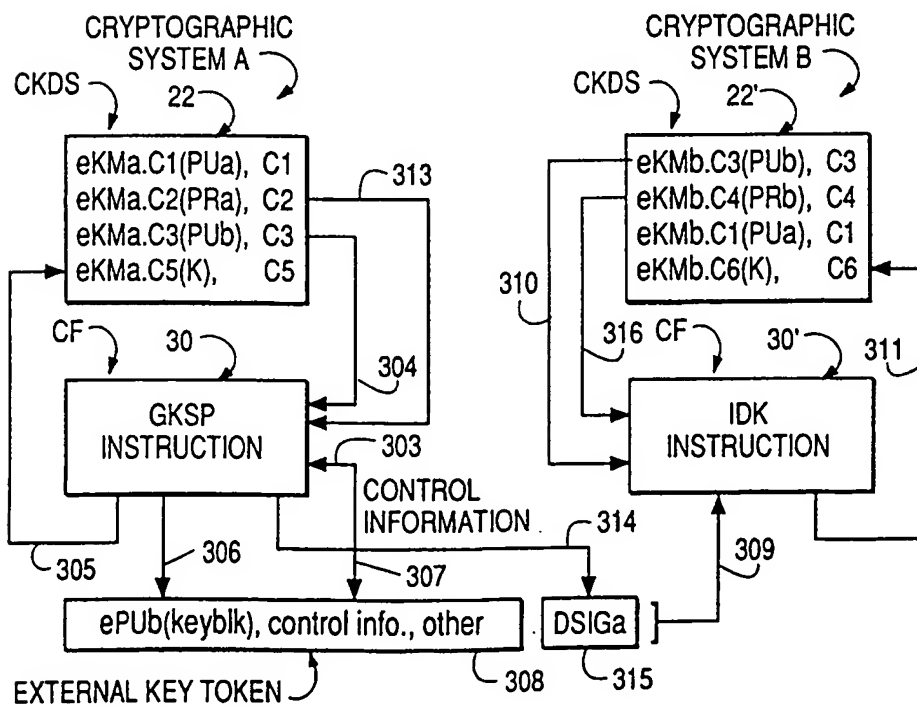 CRYPTOGRAPHIC
SYSTEM A
CKDS
22
eKMa.C1(PUa), C1
eKMa.C2(PRa), C2
eKMa.C3(PUb), C3
eKMa.C5(K), C5
313
CF
30
304
GKSP
INSTRUCTION
303
CONTROL
INFORMATION
314
305
306
307
ePUb(keyblk), control info., other
EXTERNAL KEY TOKEN
308
DSIGa
315
CRYPTOGRAPHIC
SYSTEM B
CKDS
22'
eKMb.C3(PUb), C3
eKMb.C4(PRb), C4
eKMb.C1(PUa), C1
eKMb.C6(K), C6
310
316
CF
30'
311
IDK
INSTRUCTION
309